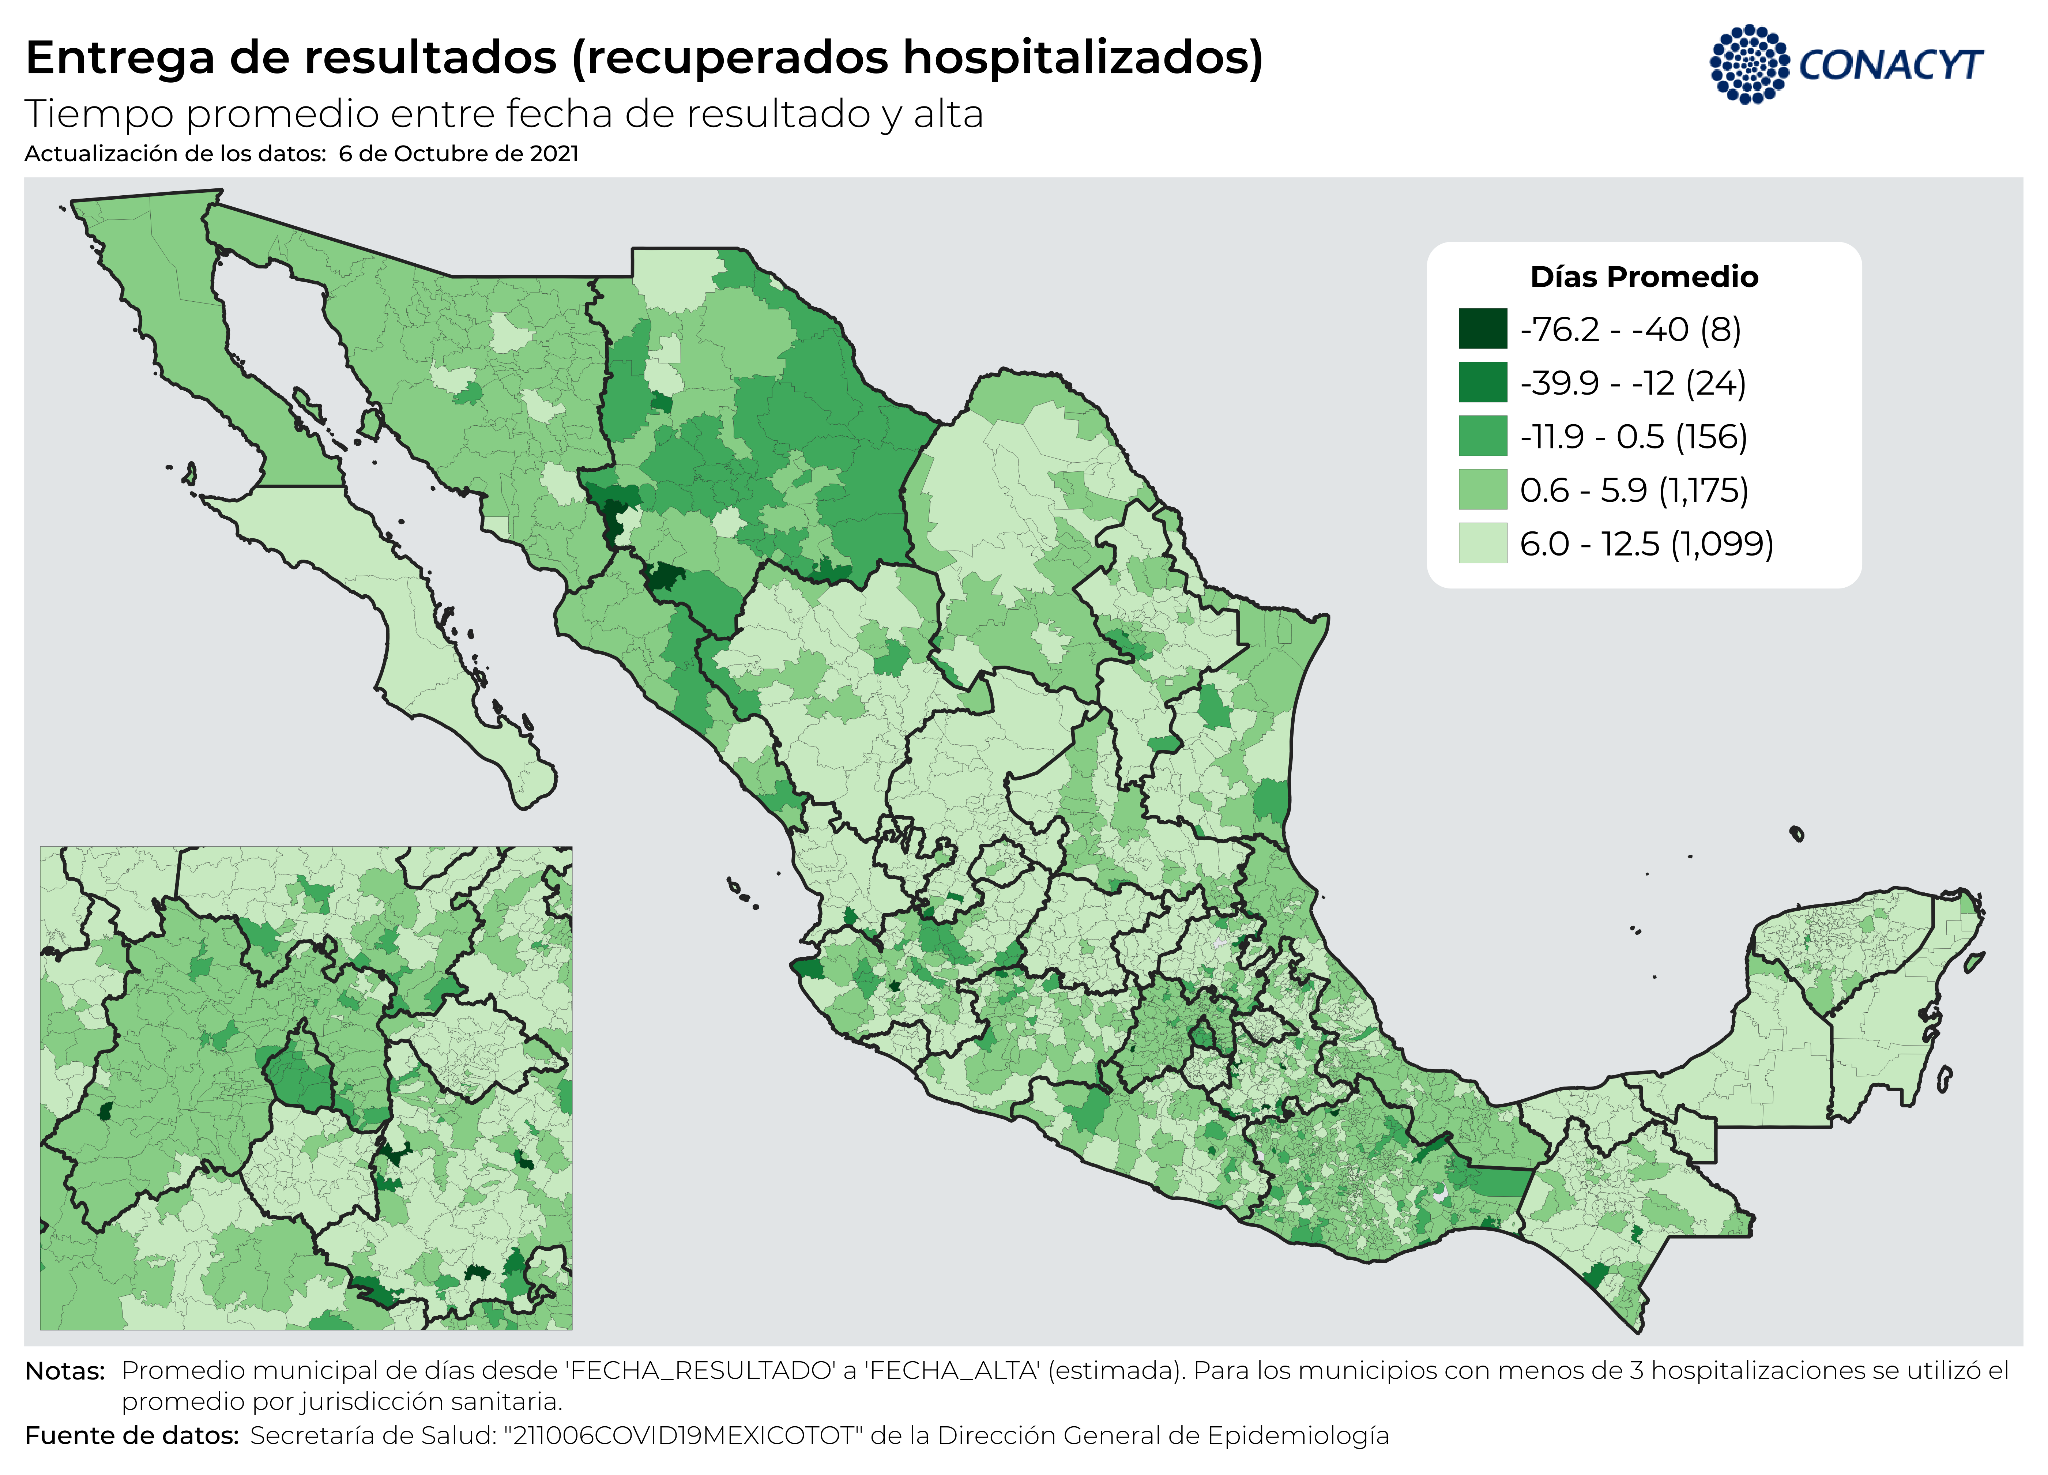 Entrega de resultados (recuperados hospitalizados)
Tiempo promedio entre fecha de resultado y alta
Actualización de los datos: 6 de Octubre de 2021
CONACYT
Días Promedio
-76.2 - -40 (8)
-39.9 - -12 (24)
-11.9 - 0.5 (156)
0.6 - 5.9 (1,175)
6.0 - 12.5 (1,099)
Notas: Promedio municipal de días desde 'FECHA_RESULTADO' a 'FECHA_ALTA' (estimada). Para los municipios con menos de 3 hospitalizaciones se utilizó el
promedio por jurisdicción sanitaria.
Fuente de datos: Secretaría de Salud: "211006COVID19MEXICOTOT" de la Dirección General de Epidemiología